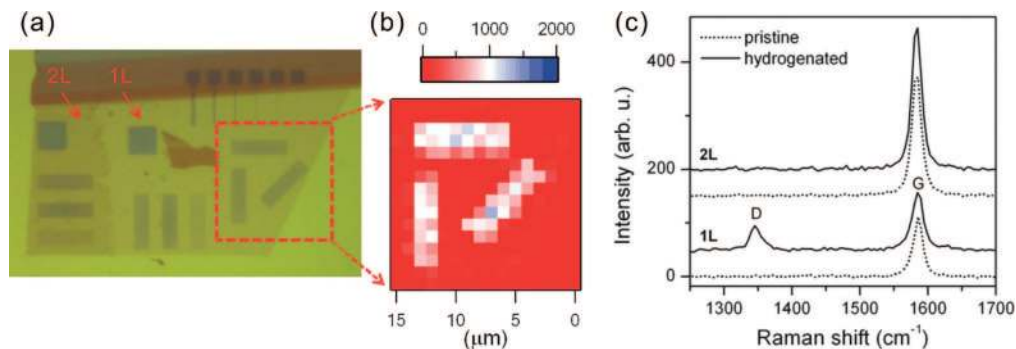 (a)
2L
1L
(b)
0
1000
2000
15
10
5
0
(μm)
(c)
pristine
hydrogenated
400
200
0
Intensity (arb. u.)
2L
G
D
1L
1300
1400
1500
1600
1700
Raman shift (cm⁻¹)